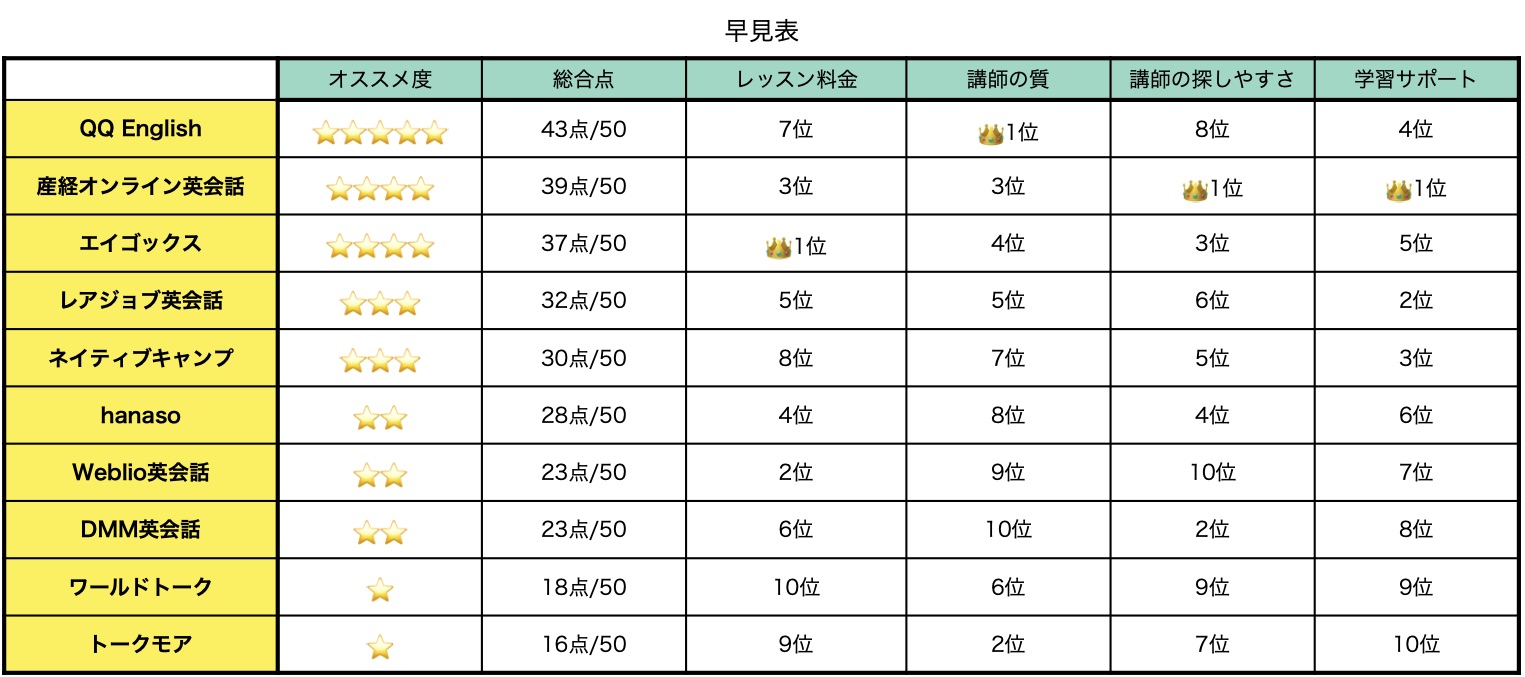 早見表
オススメ度 総合点 レッスン料金 講師の質 講師の探しやすさ 学習サポート
QQ English ⭐⭐⭐⭐⭐ 43点/50 7位 👑1位 8位 4位
産経オンライン英会話 ⭐⭐⭐⭐ 39点/50 3位 3位 👑1位 👑1位
エイゴックス ⭐⭐⭐⭐ 37点/50 👑1位 4位 3位 5位
レアジョブ英会話 ⭐⭐⭐ 32点/50 5位 5位 6位 2位
ネイティブキャンプ ⭐⭐⭐ 30点/50 8位 7位 5位 3位
hanaso ⭐⭐ 28点/50 4位 8位 4位 6位
Weblio英会話 ⭐⭐ 23点/50 2位 9位 10位 7位
DMM英会話 ⭐⭐ 23点/50 6位 10位 2位 8位
ワールドトーク ⭐ 18点/50 10位 6位 9位 9位
トークモア ⭐ 16点/50 9位 2位 7位 10位